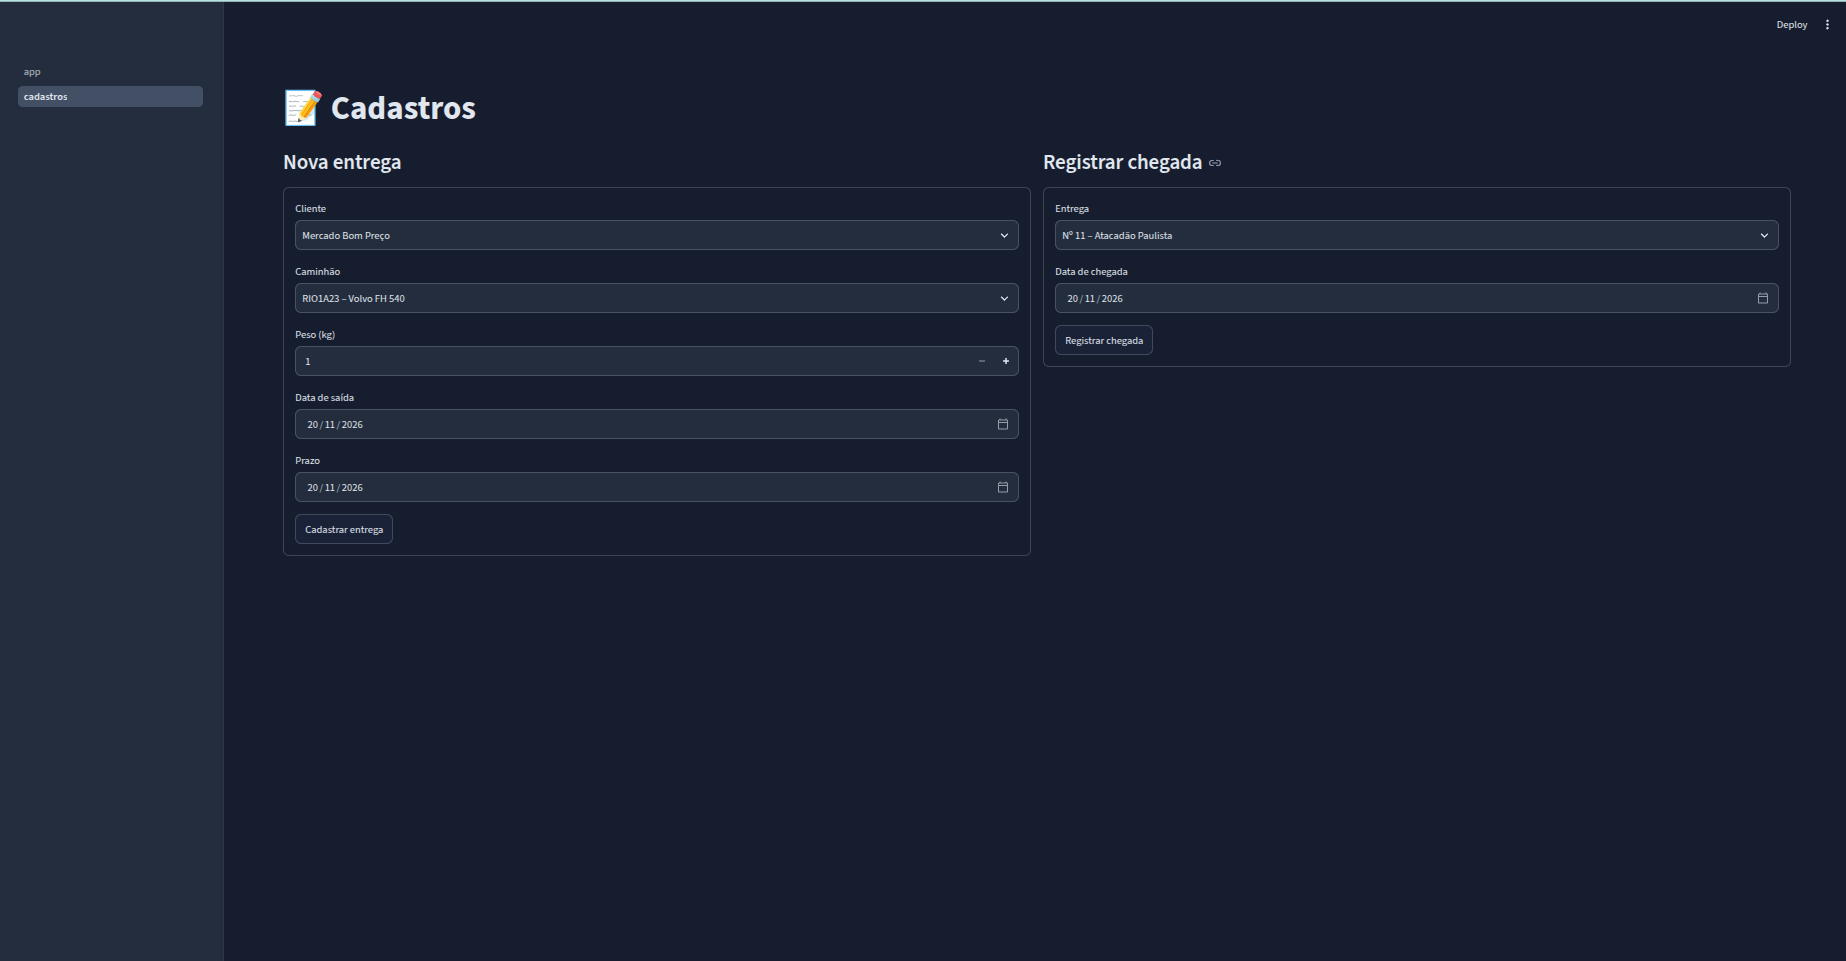 Deploy
app
cadastros
Cadastros
Nova entrega
Cliente
Mercado Bom Preço
Caminhão
RIO1A23 – Volvo FH 540
Peso (kg)
1
Data de saída
20 / 11 / 2026
Prazo
20 / 11 / 2026
Cadastrar entrega
Registrar chegada
Entrega
Nº 11 – Atacadão Paulista
Data de chegada
20 / 11 / 2026
Registrar chegada